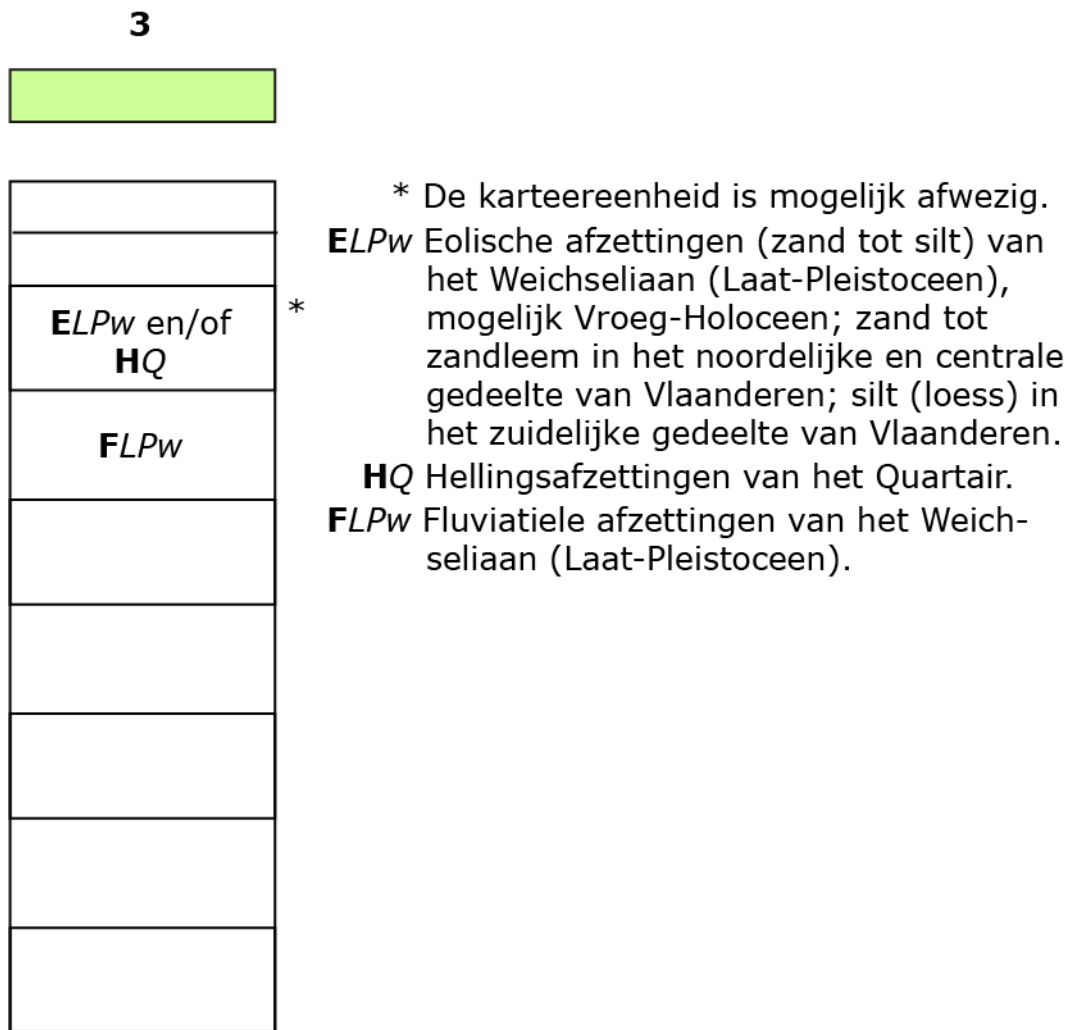 3
* De karteereenheid is mogelijk afwezig.
ELPw Eolische afzettingen (zand tot silt) van
het Weichseliaan (Laat-Pleistoceen),
mogelijk Vroeg-Holoceen; zand tot
zandleem in het noordelijke en centrale
gedeelte van Vlaanderen; silt (loess) in
het zuidelijke gedeelte van Vlaanderen.
HQ Hellingsafzettingen van het Quartair.
FLPw Fluviatiele afzettingen van het Weich-
seliaan (Laat-Pleistoceen).
ELPw en/of *
HQ
FLPw